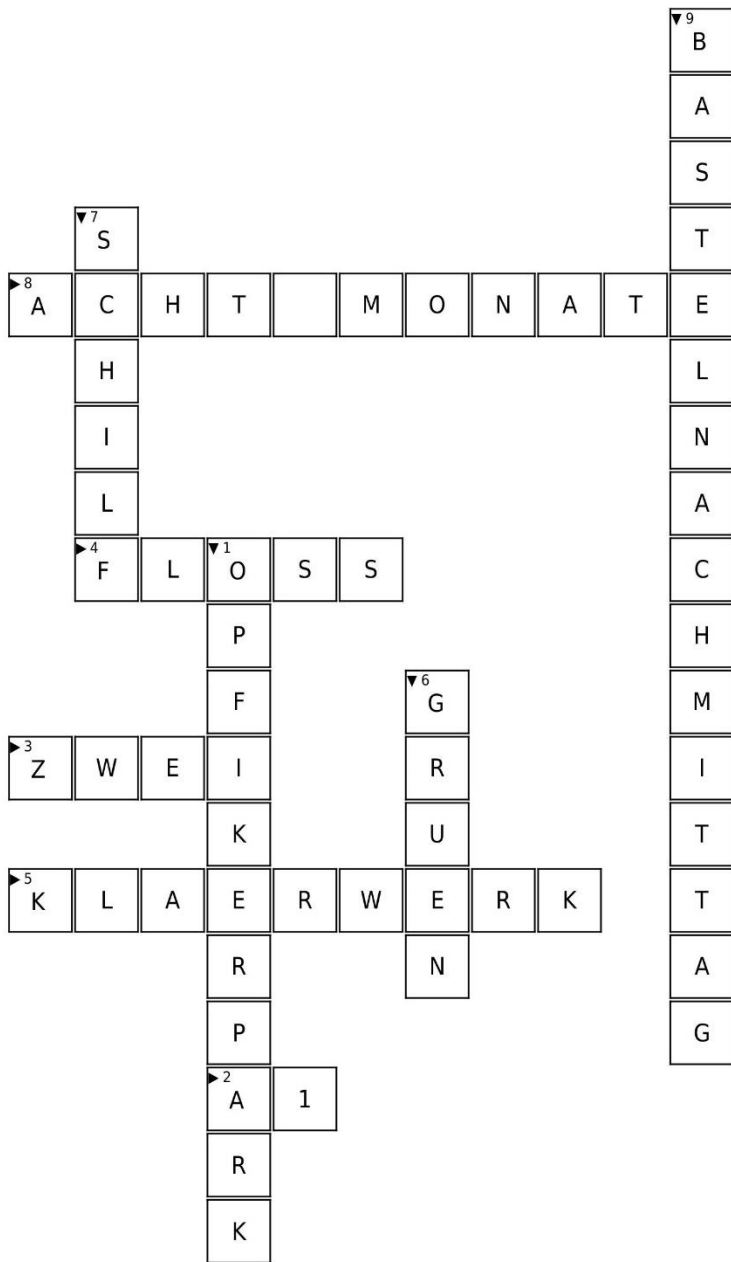 ▼9 BASTELNACHMITTAG
▼7 SCHILF
▶8 ACHT MONATE
▶4 FLOSS
▼1 OPFIKERPARK
▼6 GRUEN
▶3 ZWEI
▶5 KLAERWERK
▶2 A1